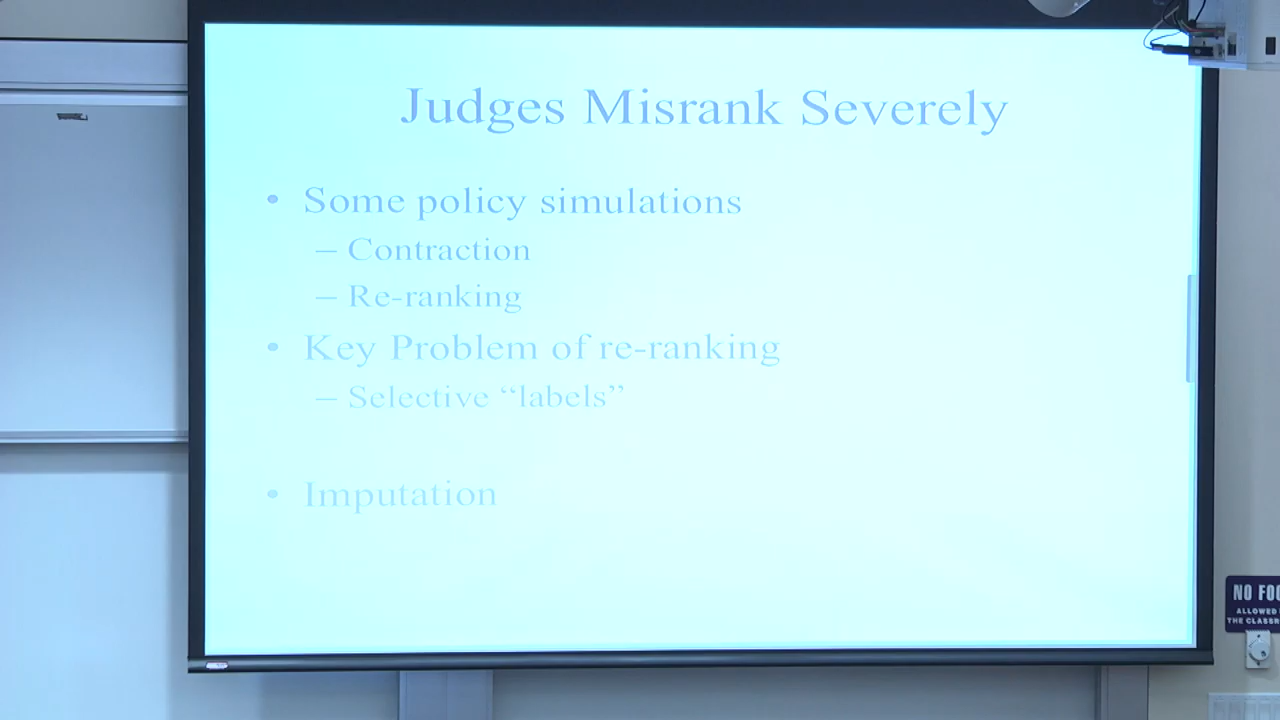 Judges Misrank Severely
• Some policy simulations
– Contraction
– Re-ranking
• Key Problem of re-ranking
– Selective “labels”
• Imputation
NO FOO
ALLOWED
THE CLASSR